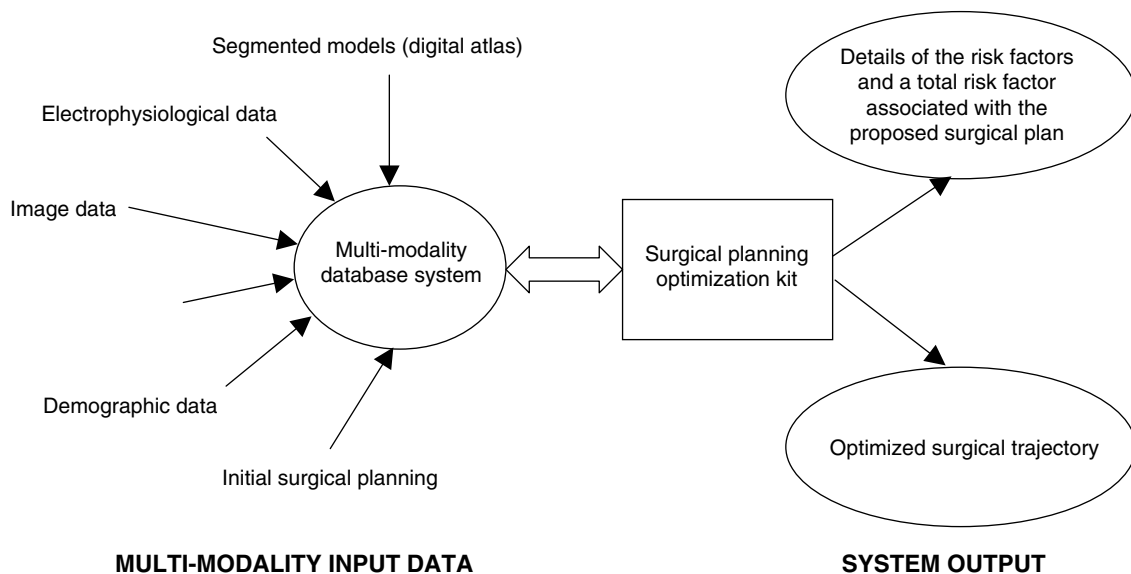 Segmented models (digital atlas)
Electrophysiological data
Image data
Multi-modality
database system
Demographic data
Initial surgical planning
Surgical planning
optimization kit
Details of the risk factors
and a total risk factor
associated with the
proposed surgical plan
Optimized surgical trajectory
MULTI-MODALITY INPUT DATA
SYSTEM OUTPUT